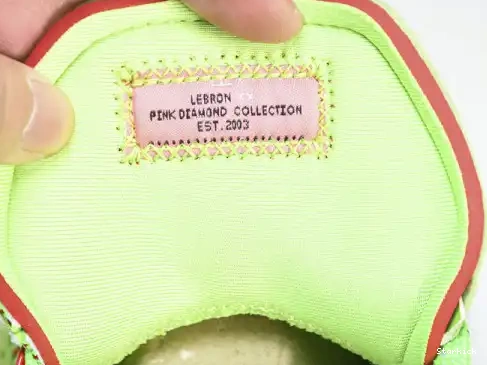 LEBRON
PINK DIAMOND COLLECTION
EST. 2003